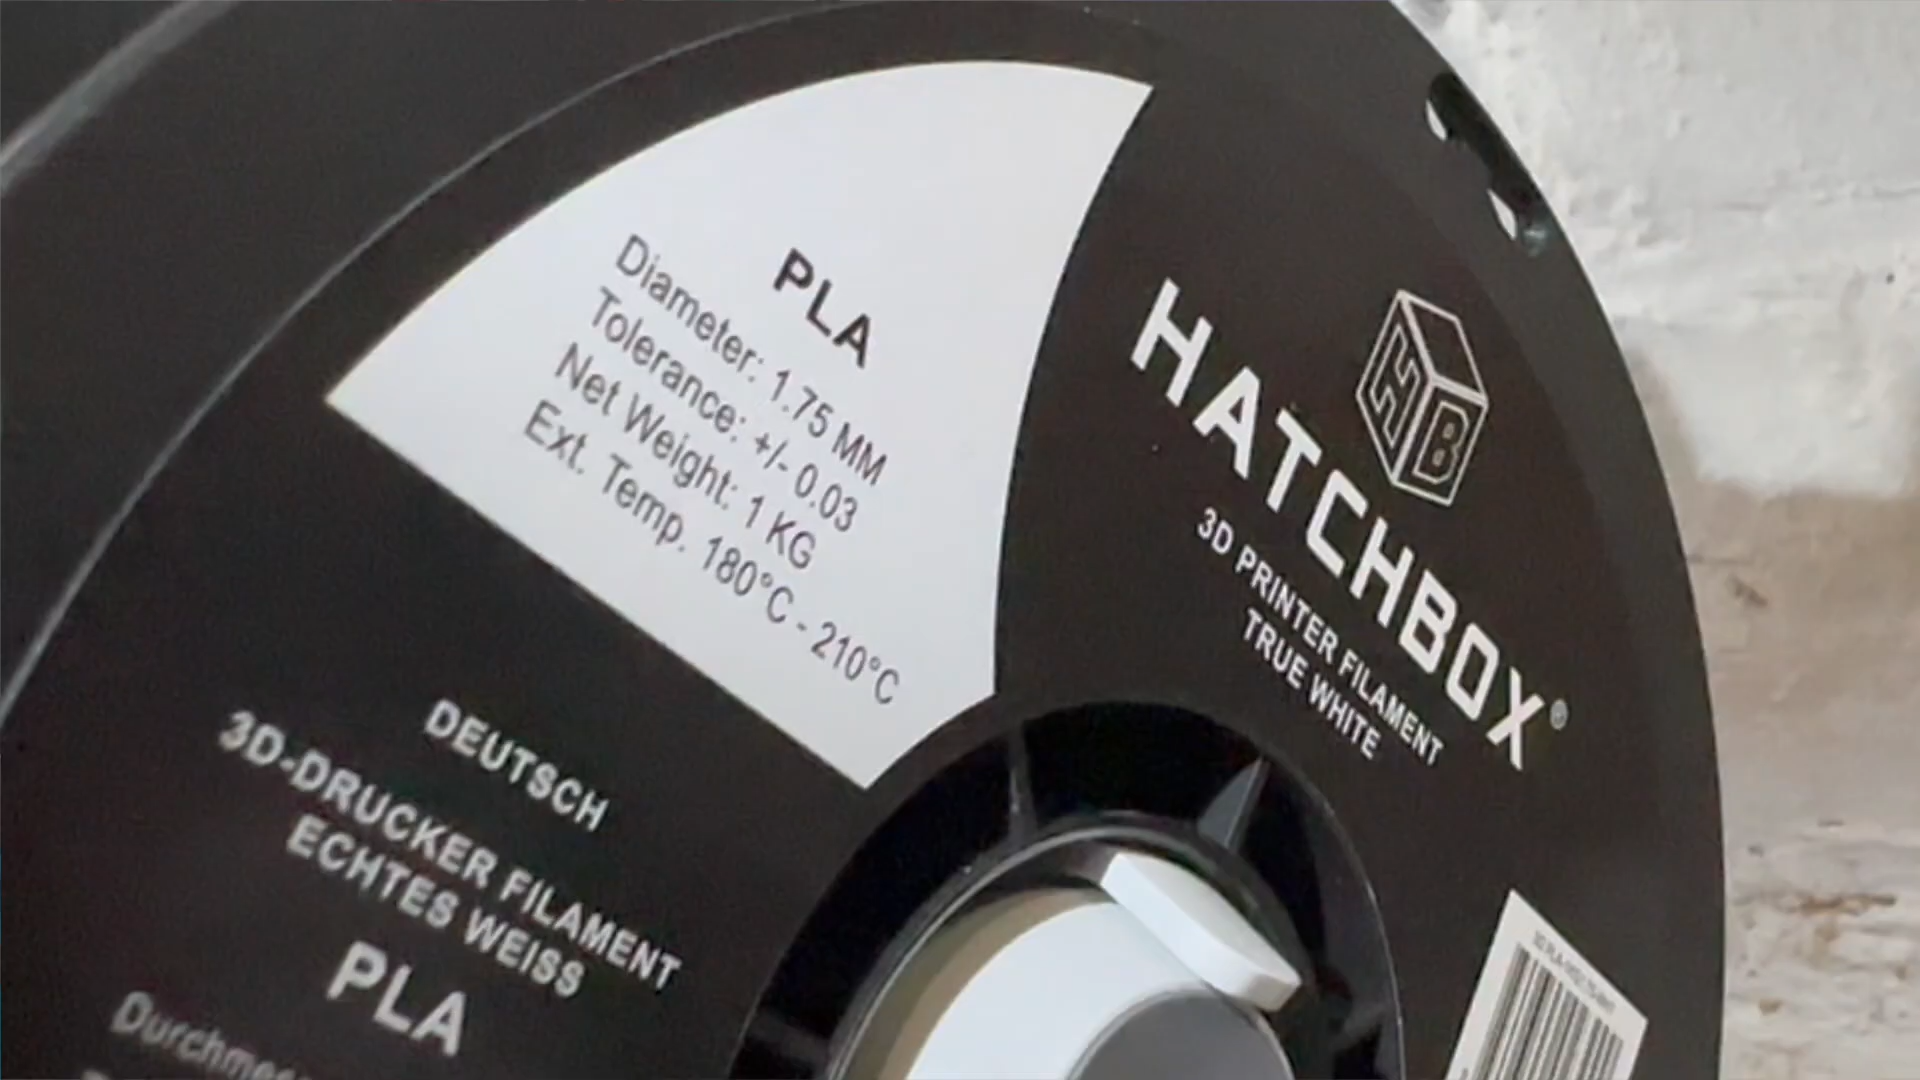 PLA
Diameter: 1.75 MM
Tolerance: +/- 0.03
Net Weight: 1 KG
Ext. Temp. 180°C - 210°C
HB
HATCHBOX®
3D PRINTER FILAMENT
TRUE WHITE
DEUTSCH
3D-DRUCKER FILAMENT
ECHTES WEISS
PLA